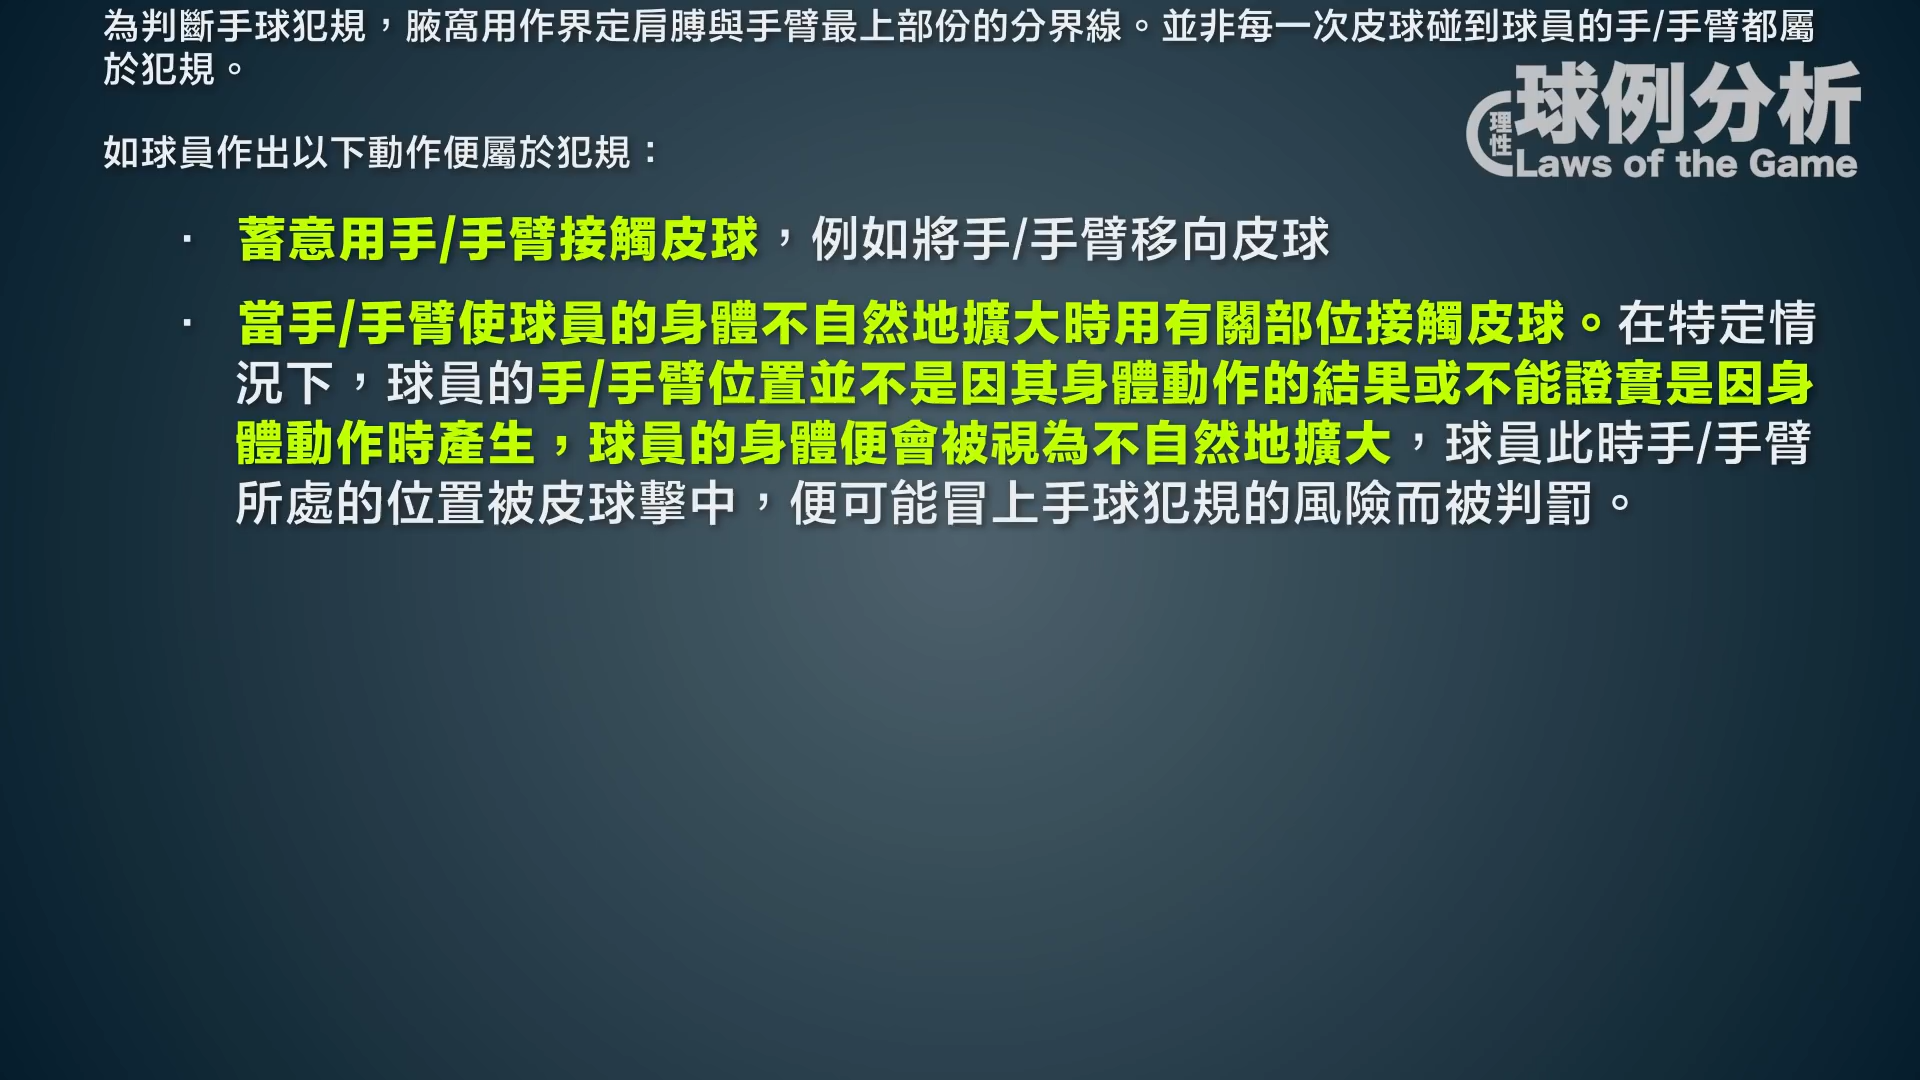 為判斷手球犯規，腋窩用作界定肩膊與手臂最上部份的分界線。並非每一次皮球碰到球員的手/手臂都屬
於犯規。
理性
球例分析
Laws of the Game
如球員作出以下動作便屬於犯規：
· 蓄意用手/手臂接觸皮球，例如將手/手臂移向皮球
· 當手/手臂使球員的身體不自然地擴大時用有關部位接觸皮球。在特定情
況下，球員的手/手臂位置並不是因其身體動作的結果或不能證實是因身
體動作時產生，球員的身體便會被視為不自然地擴大，球員此時手/手臂
所處的位置被皮球擊中，便可能冒上手球犯規的風險而被判罰。